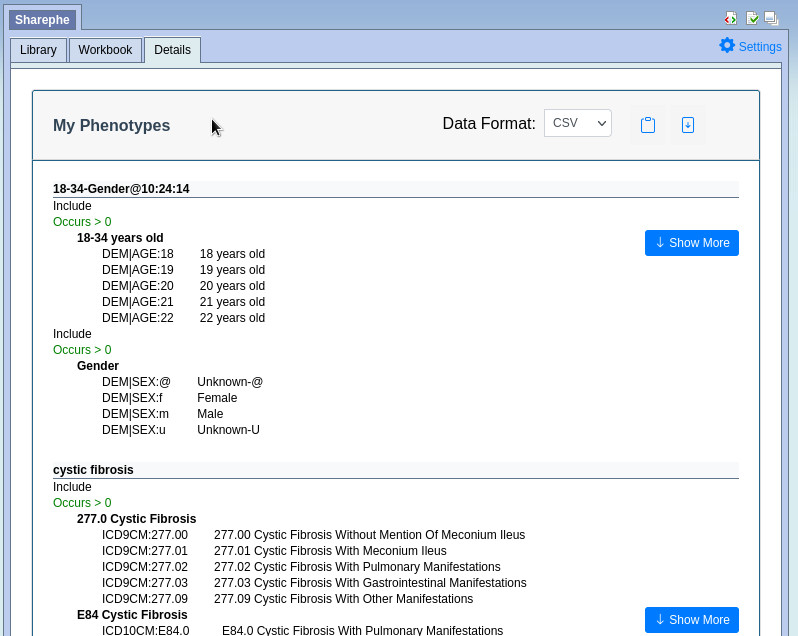 Sharephe
Library Workbook Details Settings
My Phenotypes Data Format: CSV
18-34-Gender@10:24:14
Include
Occurs > 0
18-34 years old ↓ Show More
DEM|AGE:18 18 years old
DEM|AGE:19 19 years old
DEM|AGE:20 20 years old
DEM|AGE:21 21 years old
DEM|AGE:22 22 years old
Include
Occurs > 0
Gender
DEM|SEX:@ Unknown-@
DEM|SEX:f Female
DEM|SEX:m Male
DEM|SEX:u Unknown-U
cystic fibrosis
Include
Occurs > 0
277.0 Cystic Fibrosis
ICD9CM:277.00 277.00 Cystic Fibrosis Without Mention Of Meconium Ileus
ICD9CM:277.01 277.01 Cystic Fibrosis With Meconium Ileus
ICD9CM:277.02 277.02 Cystic Fibrosis With Pulmonary Manifestations
ICD9CM:277.03 277.03 Cystic Fibrosis With Gastrointestinal Manifestations
ICD9CM:277.09 277.09 Cystic Fibrosis With Other Manifestations
E84 Cystic Fibrosis ↓ Show More
ICD10CM:E84.0 E84.0 Cystic Fibrosis With Pulmonary Manifestations